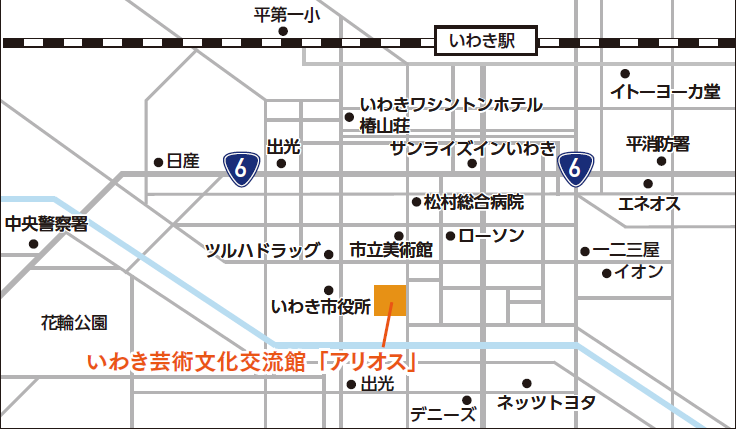 平第一小
いわき駅
イトーヨーカ堂
いわきワシントンホテル
椿山荘
出光
サンライズインいわき
平消防署
日産
6
6
松村総合病院
エネオス
中央警察署
ツルハドラッグ
市立美術館
ローソン
一二三屋
イオン
いわき市役所
花輪公園
いわき芸術文化交流館「アリオス」
出光
デニーズ
ネッツトヨタ